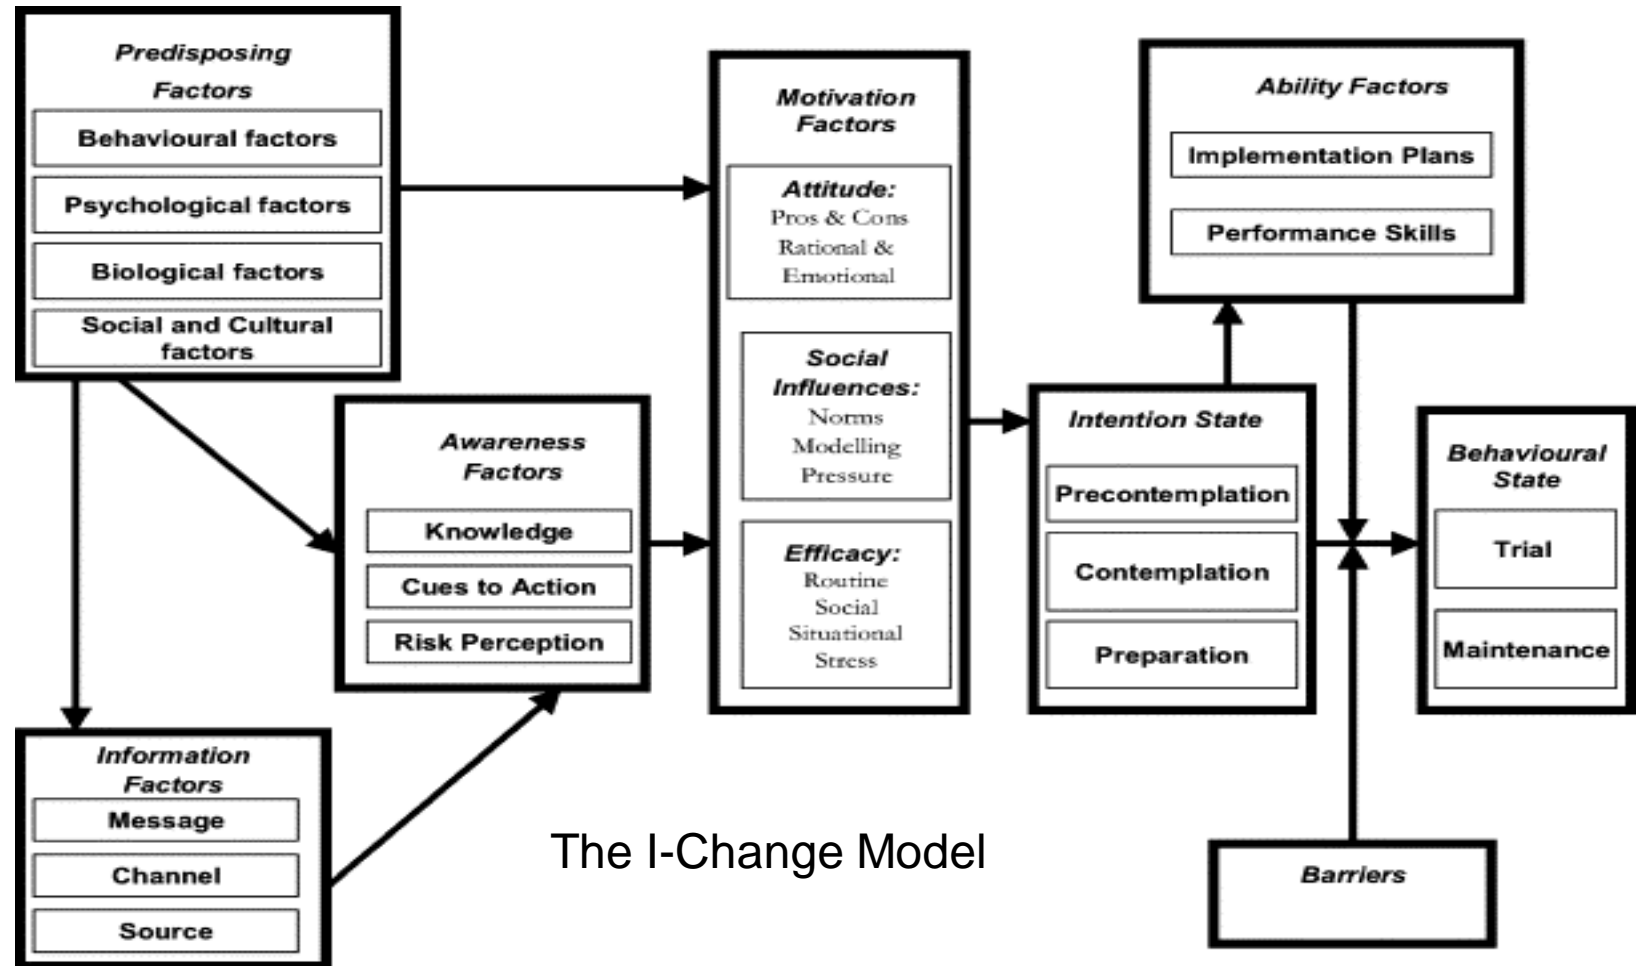 Predisposing
Factors
Behavioural factors
Psychological factors
Biological factors
Social and Cultural
factors
Information
Factors
Message
Channel
Source
Awareness
Factors
Knowledge
Cues to Action
Risk Perception
Motivation
Factors
Attitude:
Pros & Cons
Rational &
Emotional
Social
Influences:
Norms
Modelling
Pressure
Efficacy:
Routine
Social
Situational
Stress
Intention State
Precontemplation
Contemplation
Preparation
Ability Factors
Implementation Plans
Performance Skills
Behavioural
State
Trial
Maintenance
Barriers
The I-Change Model